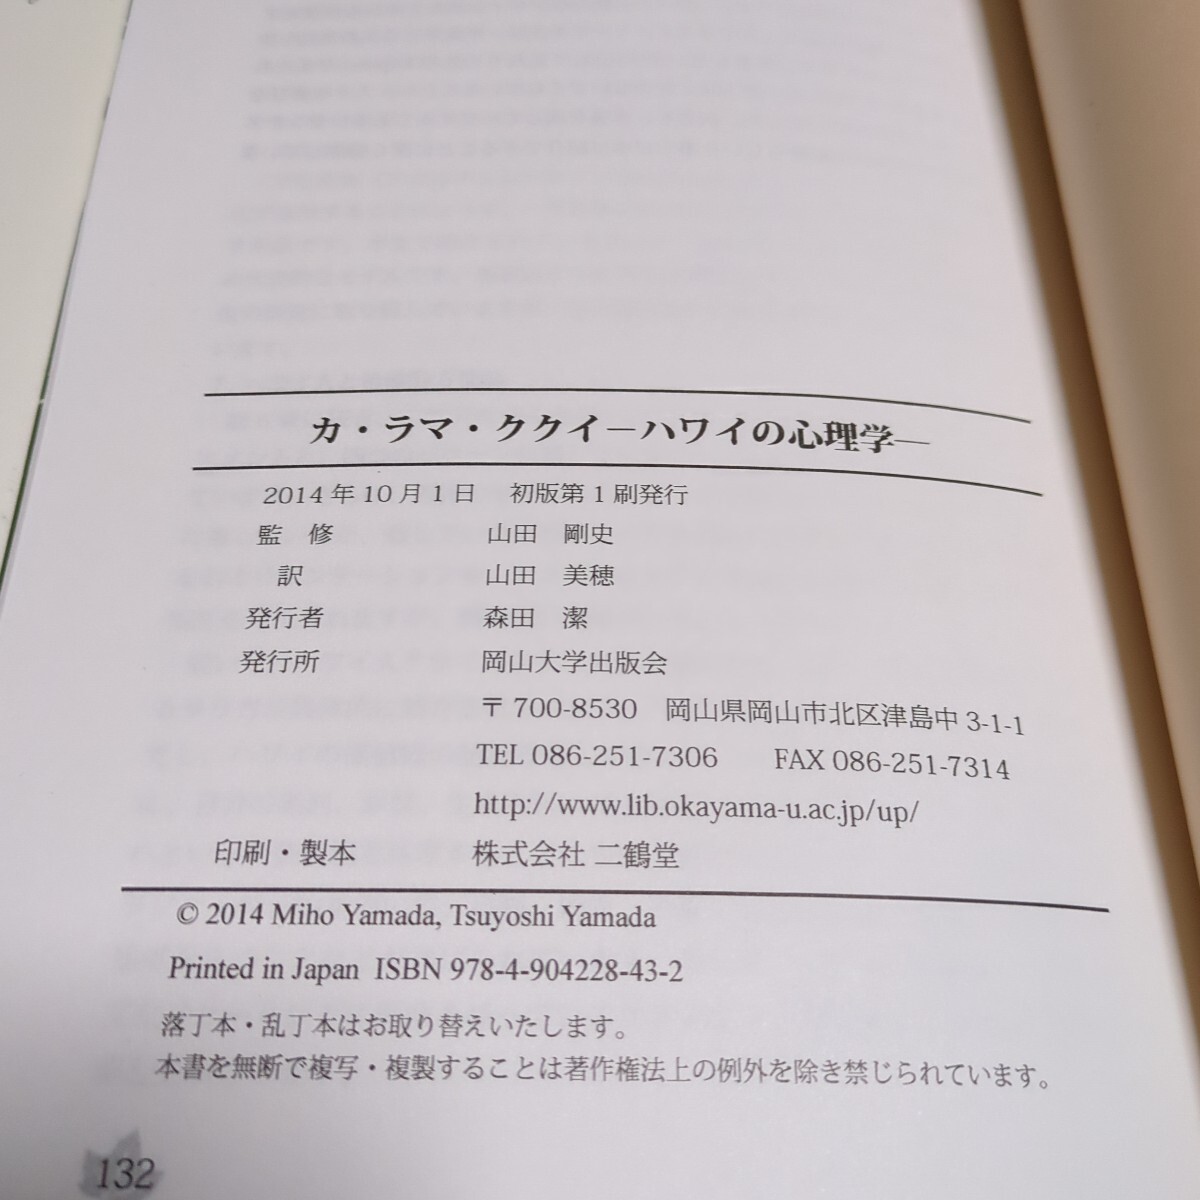 カ・ラマ・ククイ－ハワイの心理学―
2014年10月1日　初版第1刷発行
監　修　山田　剛史
訳　山田　美穂
発行者　森田　潔
発行所　岡山大学出版会
〒700-8530　岡山県岡山市北区津島中3-1-1
TEL 086-251-7306　FAX 086-251-7314
http://www.lib.okayama-u.ac.jp/up/
印刷・製本　株式会社 二鶴堂
© 2014 Miho Yamada, Tsuyoshi Yamada
Printed in Japan ISBN 978-4-904228-43-2
落丁本・乱丁本はお取り替えいたします。
本書を無断で複写・複製することは著作権法上の例外を除き禁じられています。
132